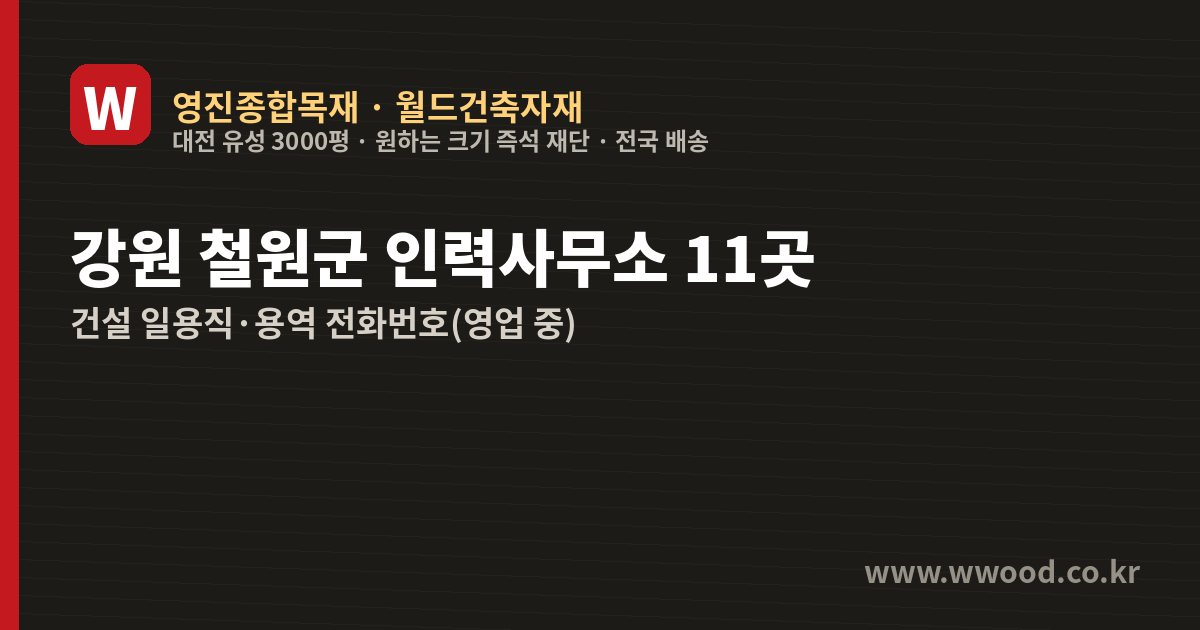 W
영진종합목재 · 월드건축자재
대전 유성 3000평 · 원하는 크기 즉석 재단 · 전국 배송
강원 철원군 인력사무소 11곳
건설 일용직·용역 전화번호(영업 중)
www.wwood.co.kr